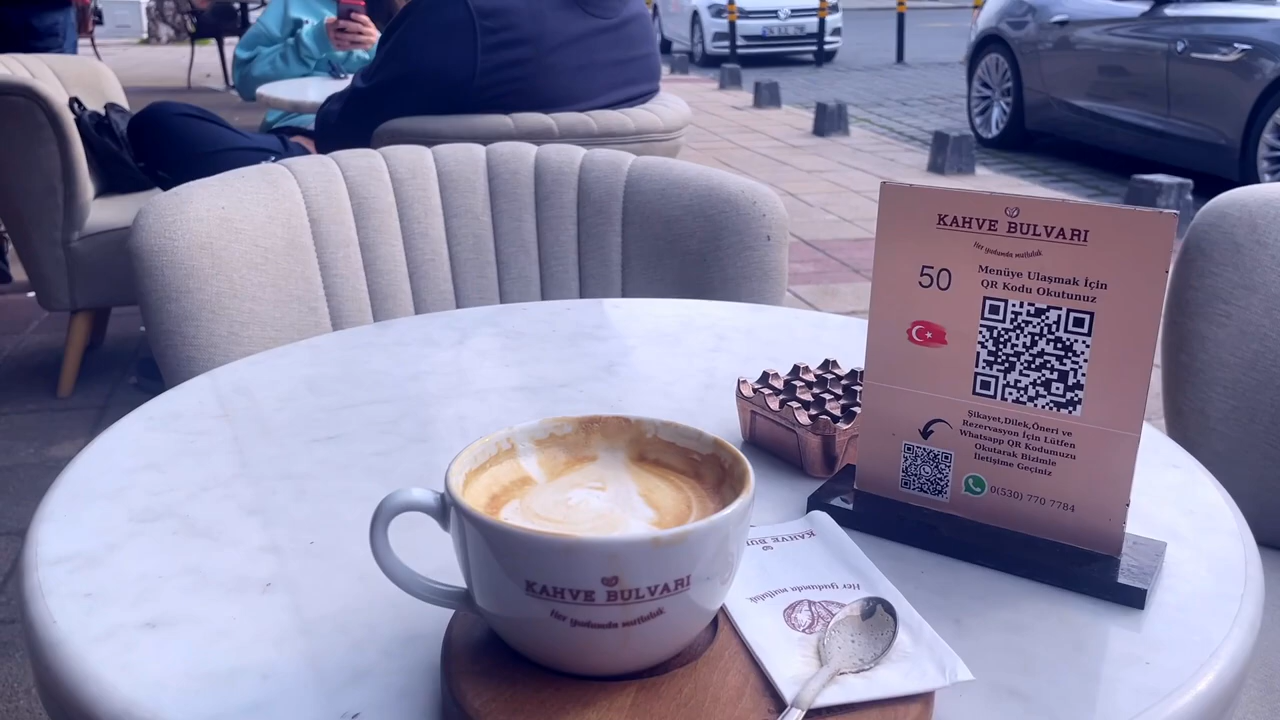 KAHVE BULVARI
Her yudumda mutluluk
50
Menüye Ulaşmak İçin
QR Kodu Okutunuz
Şikayet,Dilek,Öneri ve
Rezervasyon İçin Lütfen
Whatsapp QR Kodumuzu
Okutarak Bizimle
İletişime Geçiniz
0(530) 770 7784
KAHVE BULVARI
Her yudumda mutluluk
KAHVE BUL
Her yudumda mutluluk